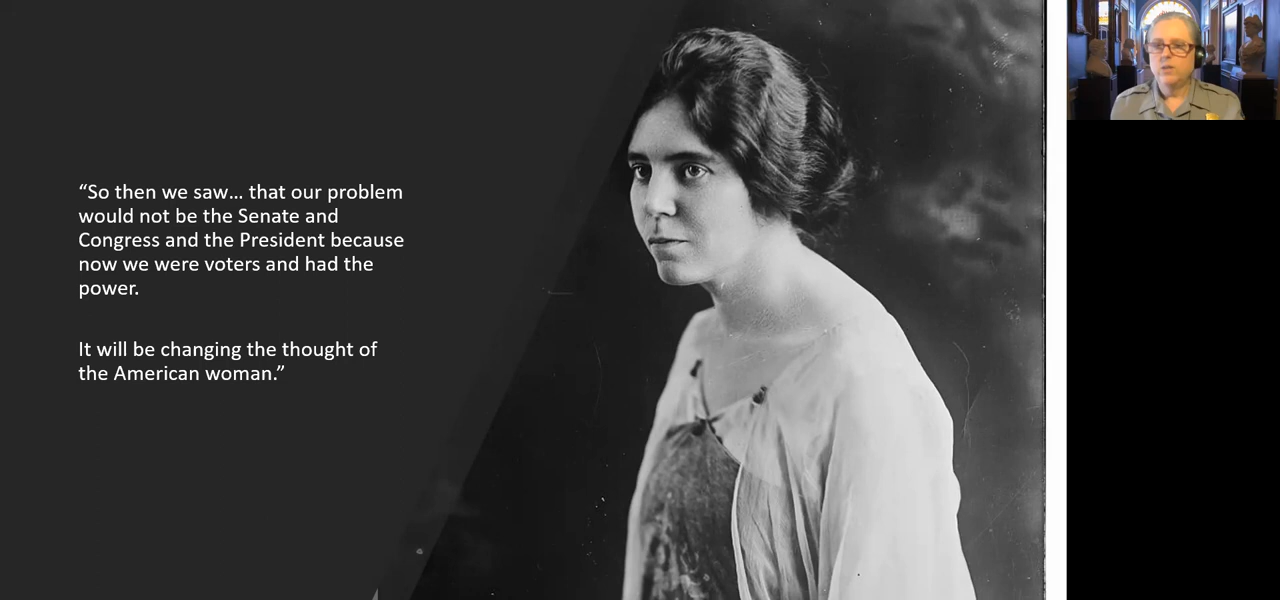 “So then we saw… that our problem
would not be the Senate and
Congress and the President because
now we were voters and had the
power.
It will be changing the thought of
the American woman.”